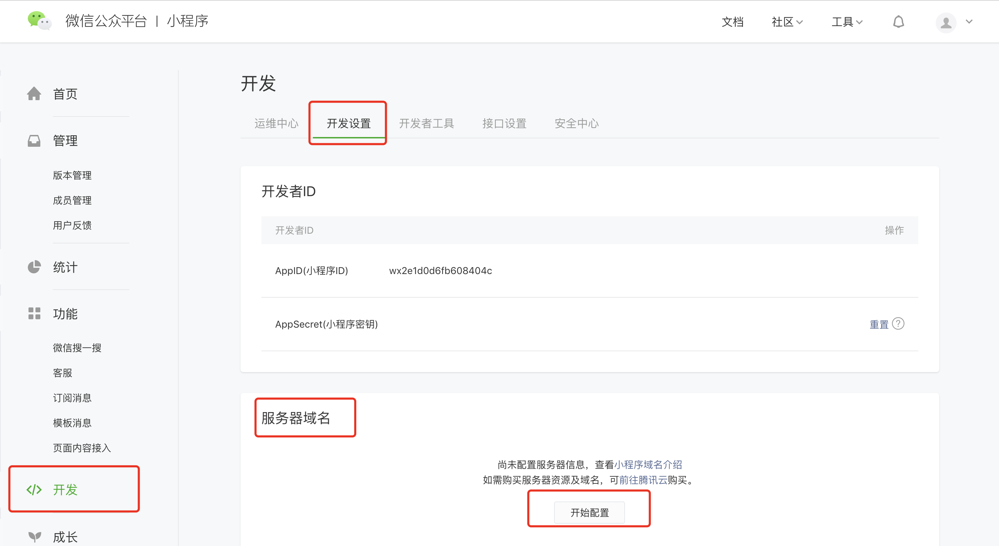 微信公众平台 | 小程序
文档 社区 工具
首页
管理
版本管理
成员管理
用户反馈
统计
功能
微信搜一搜
客服
订阅消息
模板消息
页面内容接入
开发
成长
开发
运维中心 开发设置 开发者工具 接口设置 安全中心
开发者ID
开发者ID 操作
AppID(小程序ID) wx2e1d0d6fb608404c
AppSecret(小程序密钥) 重置 ?
服务器域名
尚未配置服务器信息，查看小程序域名介绍
如需购买服务器资源及域名，可前往腾讯云购买。
开始配置